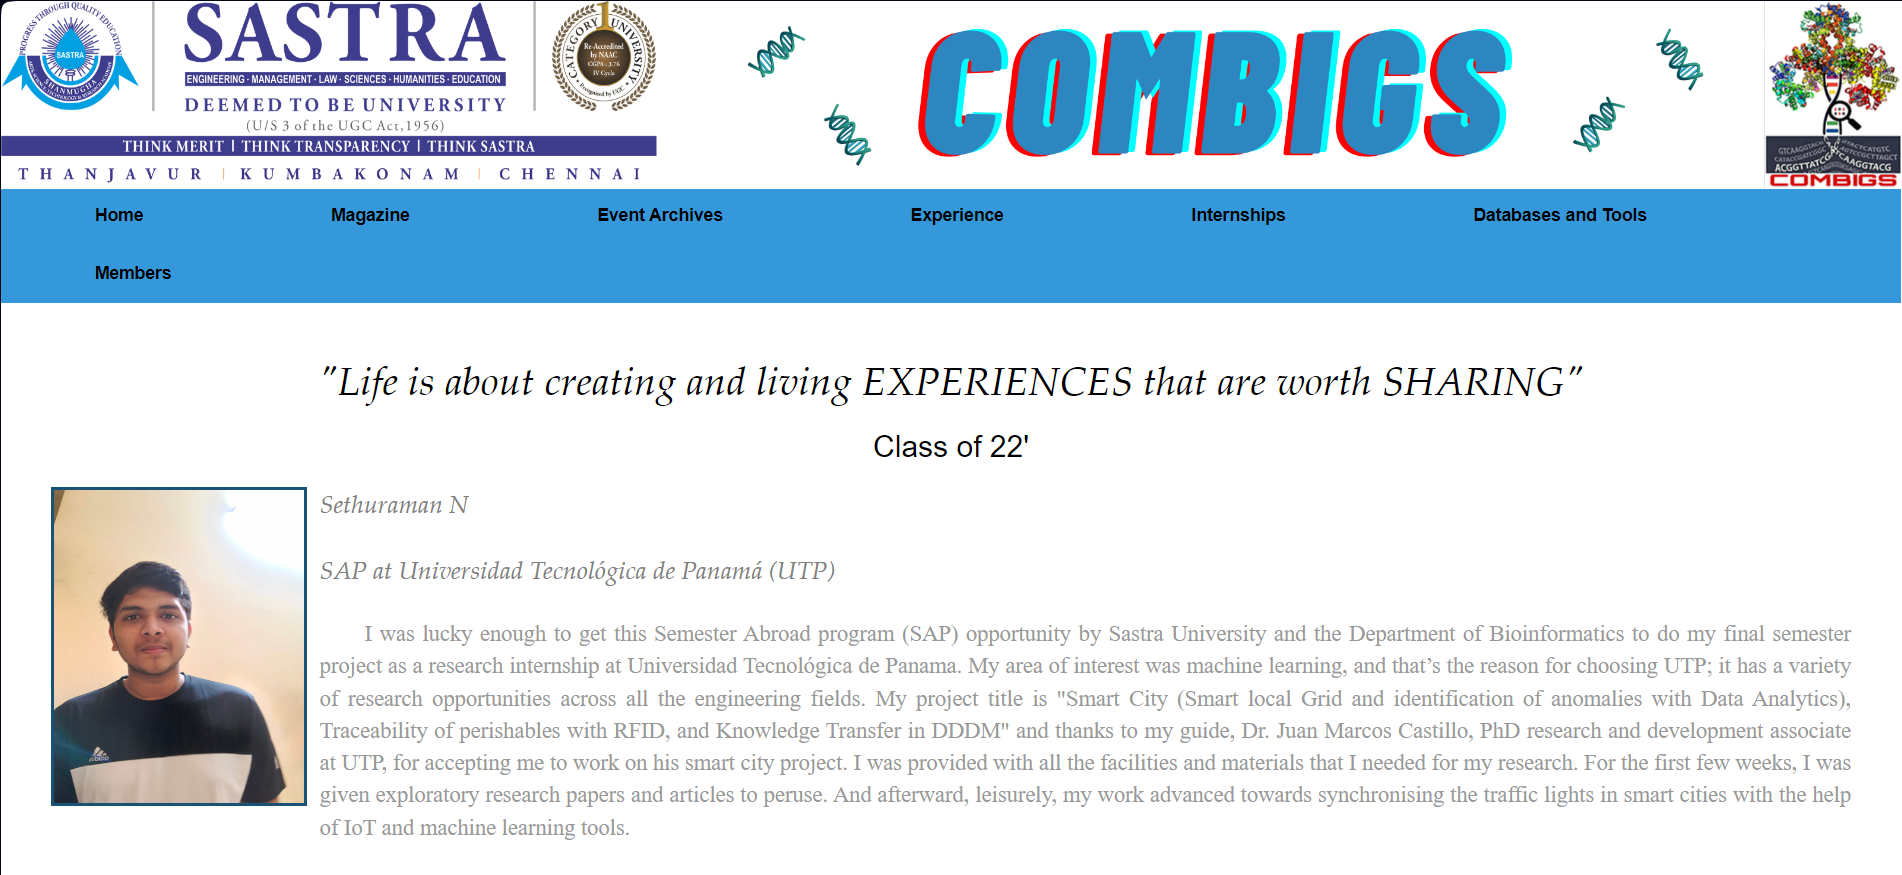 PROGRESS THROUGH QUALITY EDUCATION
SASTRA
SHANMUGHA
SASTRA
ENGINEERING · MANAGEMENT · LAW · SCIENCES · HUMANITIES · EDUCATION
DEEMED TO BE UNIVERSITY
(U/S 3 of the UGC Act,1956)
THINK MERIT | THINK TRANSPARENCY | THINK SASTRA
THANJAVUR | KUMBAKONAM | CHENNAI
CATEGORY 1 UNIVERSITY
Re-Accredited
by NAAC
CGPA - 3.76
IV Cycle
Recognized by UGC
COMBIGS
GTCAAGGTACG
ACGGTTATCG
CAAGGTACG
COMBIGS
Home
Magazine
Event Archives
Experience
Internships
Databases and Tools
Members
"Life is about creating and living EXPERIENCES that are worth SHARING"
Class of 22'
Sethuraman N
SAP at Universidad Tecnológica de Panamá (UTP)
I was lucky enough to get this Semester Abroad program (SAP) opportunity by Sastra University and the Department of Bioinformatics to do my final semester
project as a research internship at Universidad Tecnológica de Panama. My area of interest was machine learning, and that’s the reason for choosing UTP; it has a variety
of research opportunities across all the engineering fields. My project title is "Smart City (Smart local Grid and identification of anomalies with Data Analytics),
Traceability of perishables with RFID, and Knowledge Transfer in DDDM" and thanks to my guide, Dr. Juan Marcos Castillo, PhD research and development associate
at UTP, for accepting me to work on his smart city project. I was provided with all the facilities and materials that I needed for my research. For the first few weeks, I was
given exploratory research papers and articles to peruse. And afterward, leisurely, my work advanced towards synchronising the traffic lights in smart cities with the help
of IoT and machine learning tools.